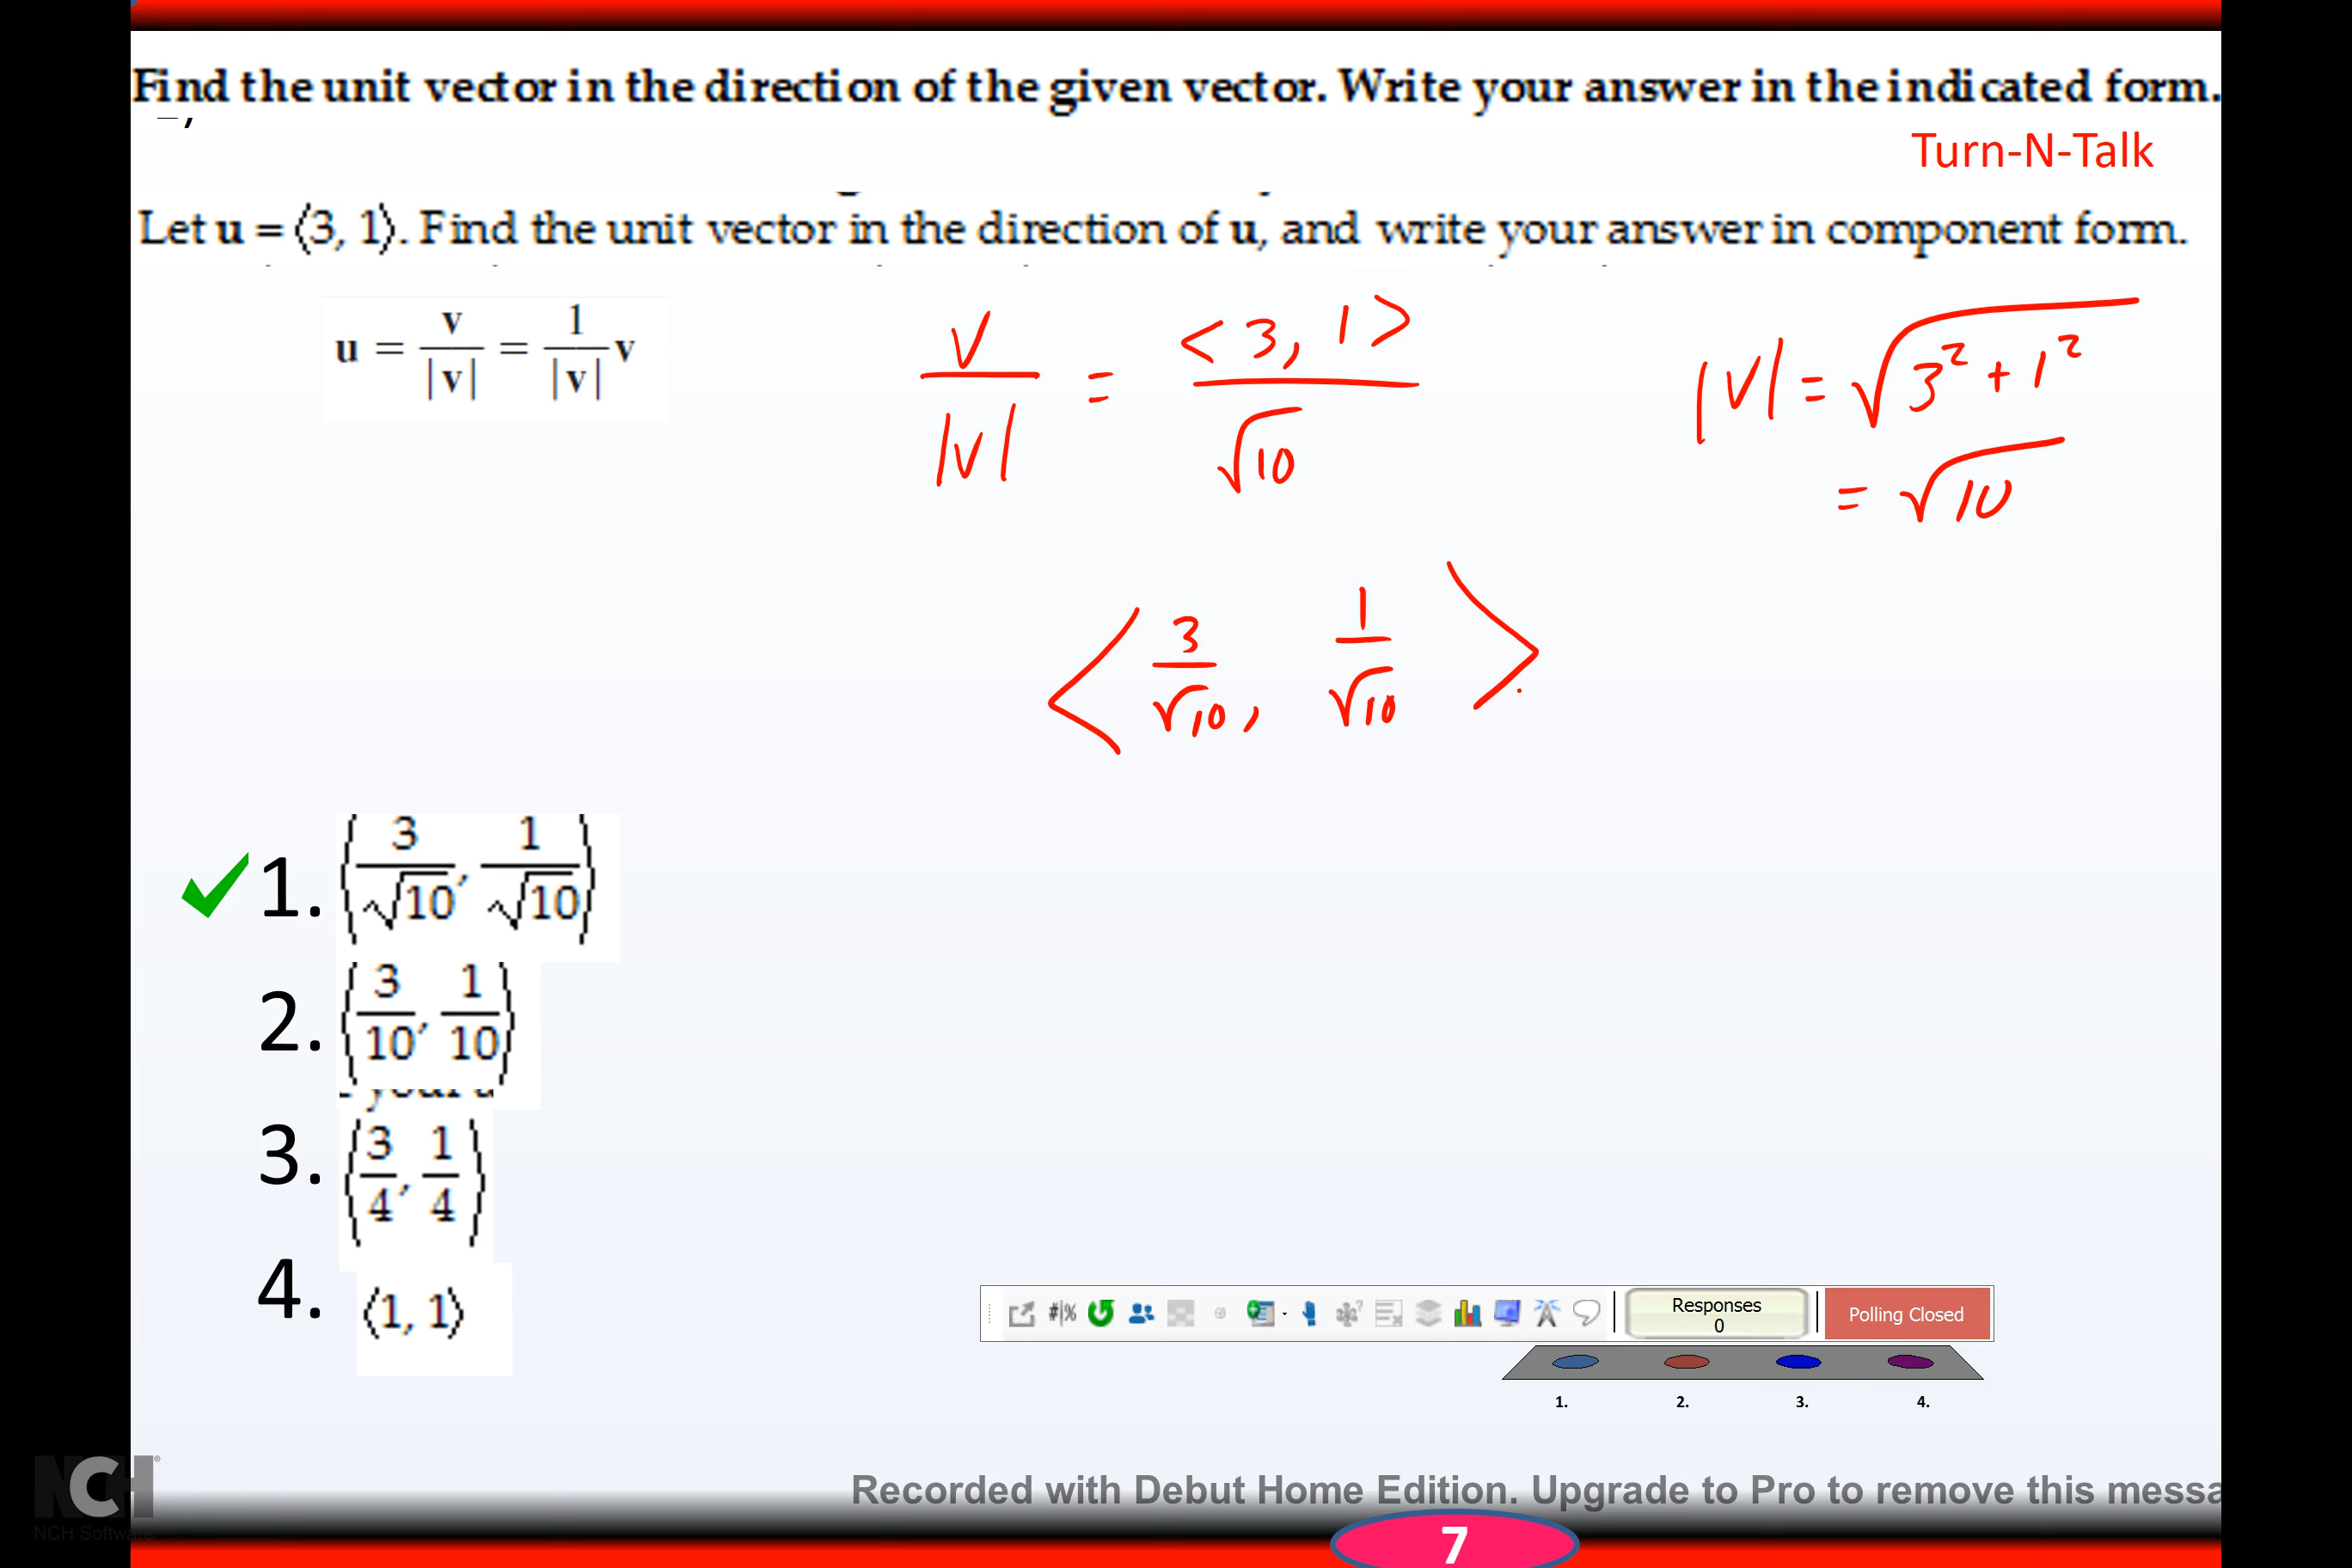 Find the unit vector in the direction of the given vector. Write your answer in the indicated form.
Turn-N-Talk
Let u = ⟨3, 1⟩. Find the unit vector in the direction of u, and write your answer in component form.
u = v/|v| = 1/|v| v
v/|v| = <3, 1>/√10
|v| = √(3² + 1²)
= √10
<3/√10, 1/√10>
1. ⟨3/√10, 1/√10⟩
2. ⟨3/10, 1/10⟩
3. ⟨3/4, 1/4⟩
4. ⟨1, 1⟩
#|%
Responses
0
Polling Closed
1. 2. 3. 4.
Recorded with Debut Home Edition. Upgrade to Pro to remove this messa
NCH®
NCH Software
7